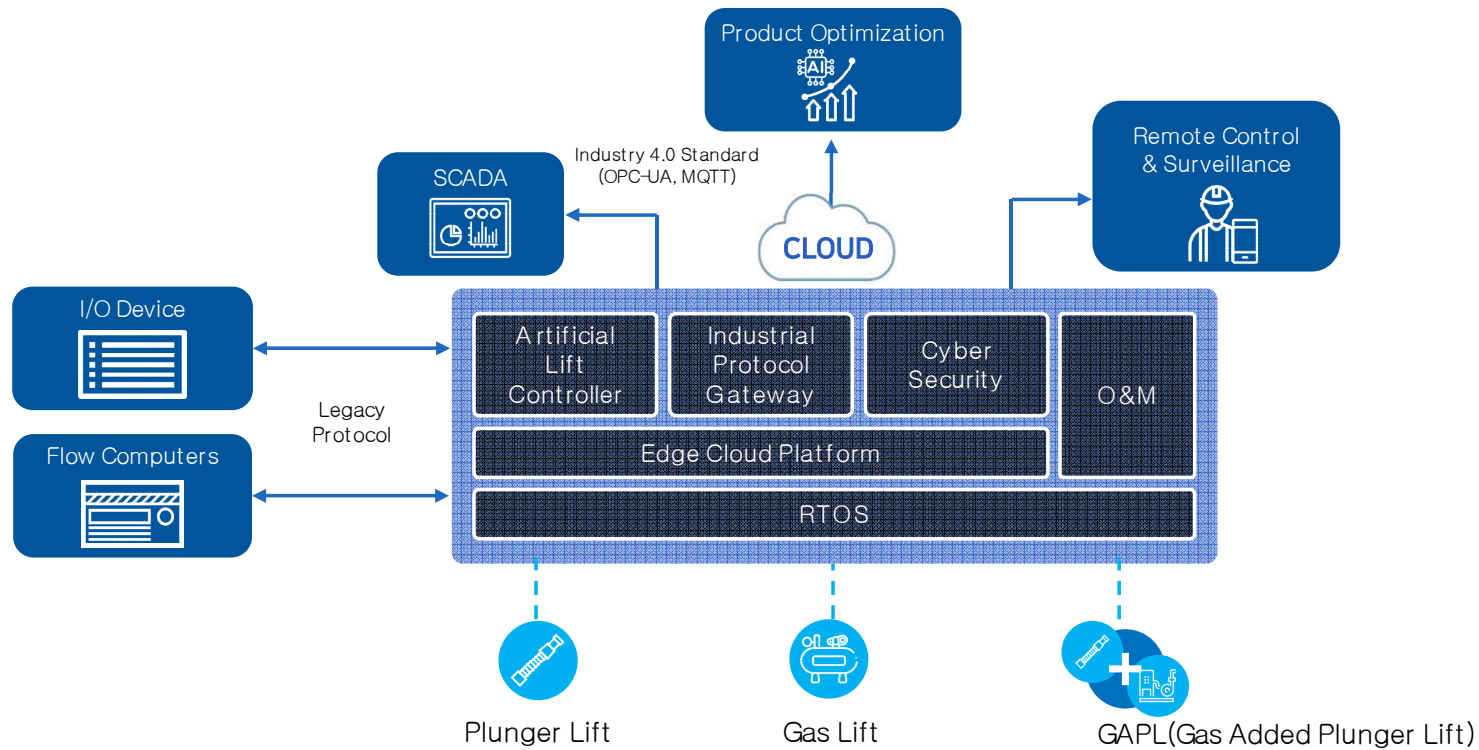 Product Optimization
AI
Remote Control
& Surveillance
Industry 4.0 Standard
(OPC-UA, MQTT)
SCADA
CLOUD
I/O Device
Artificial
Lift
Controller
Industrial
Protocol
Gateway
Cyber
Security
O&M
Legacy
Protocol
Edge Cloud Platform
Flow Computers
RTOS
Plunger Lift
Gas Lift
GAPL(Gas Added Plunger Lift)